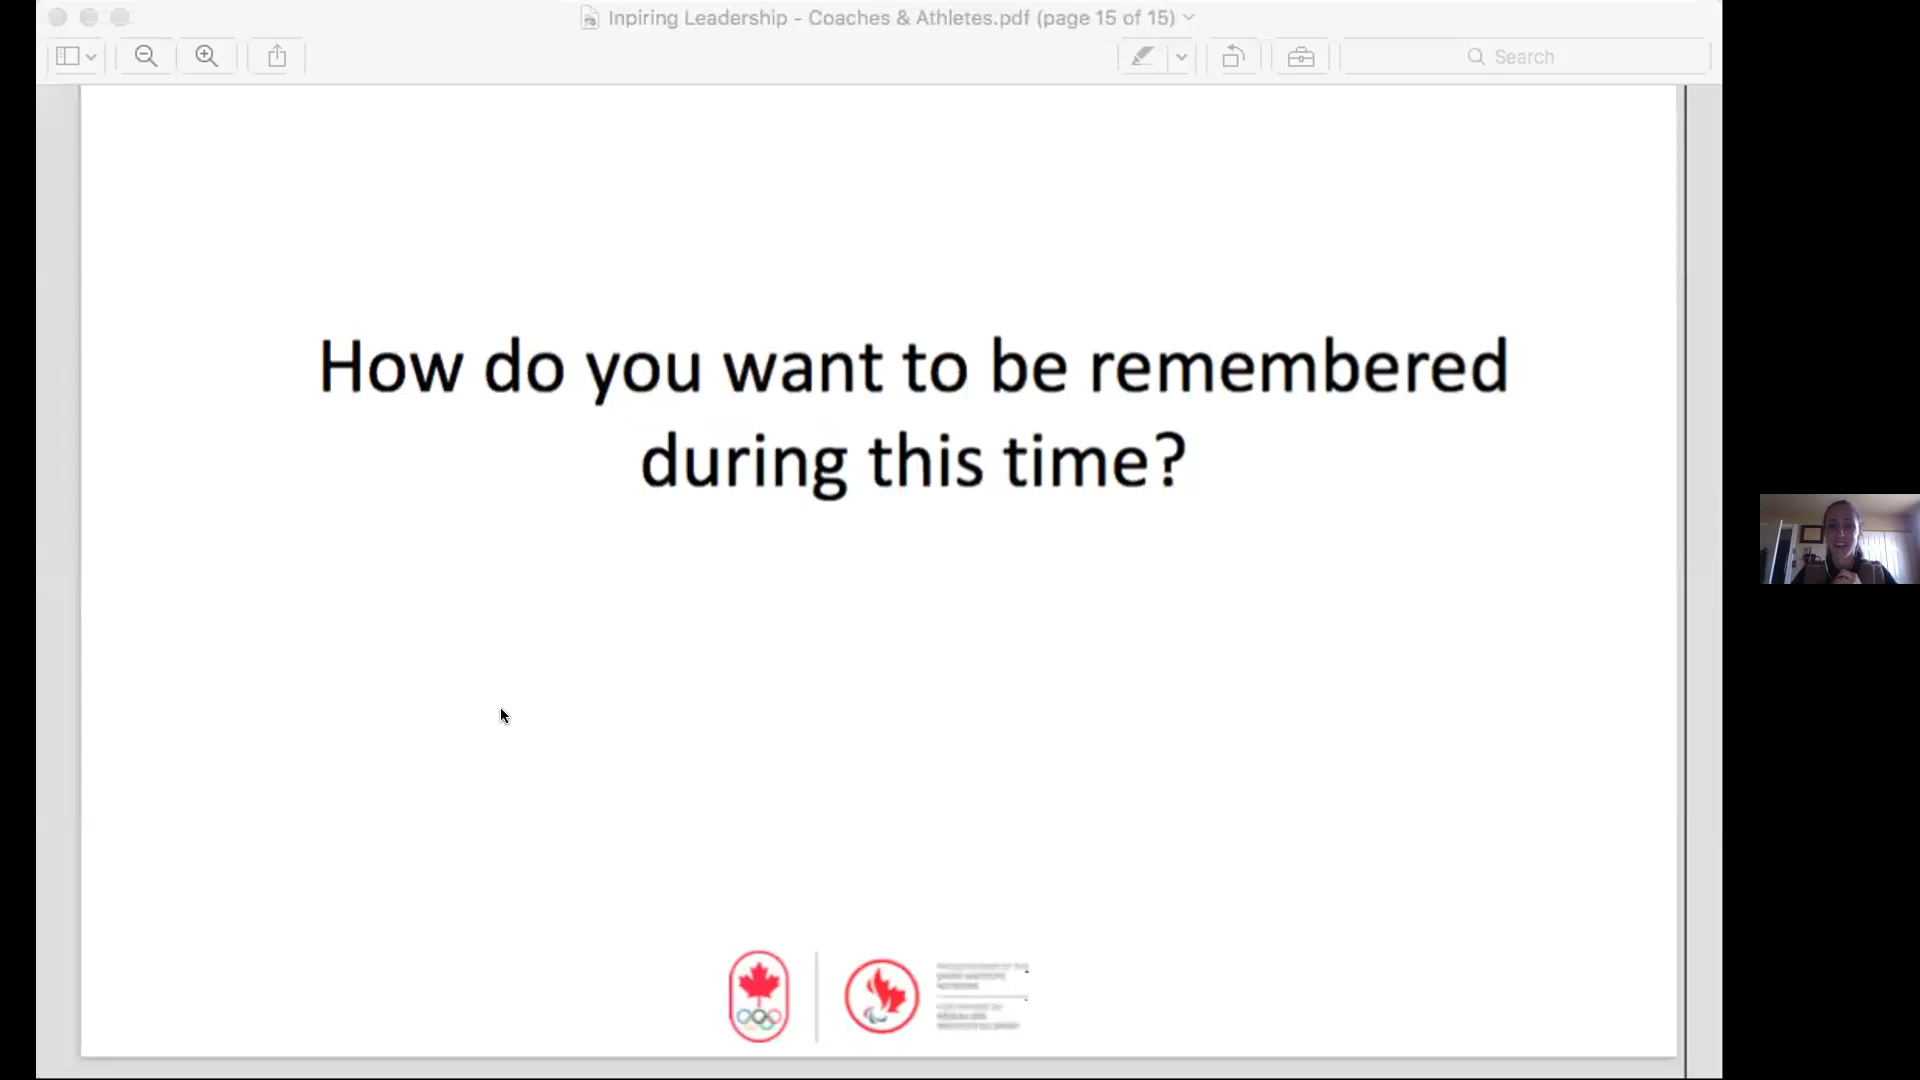 Inpiring Leadership - Coaches & Athletes.pdf (page 15 of 15)
Search
How do you want to be remembered
during this time?